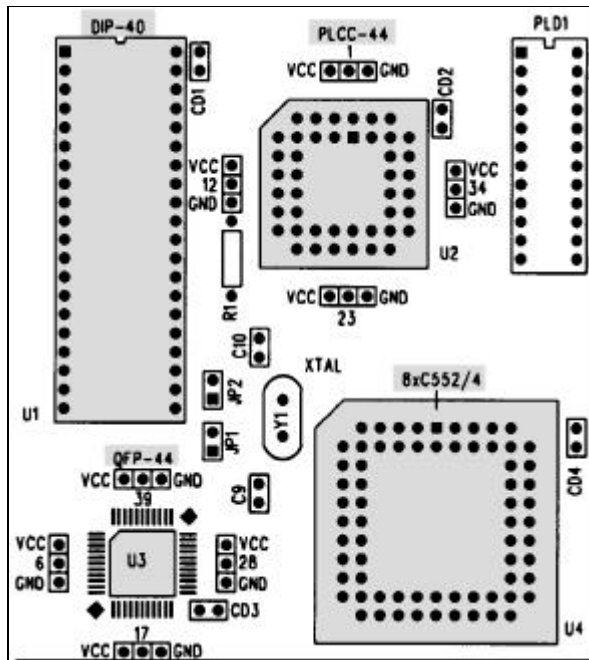 DIP-40
PLCC-44
PLD1
1
VCC GND
CD1
CD2
VCC
12
GND
VCC
34
GND
U2
R1
VCC GND
23
C10
XTAL
8xC552/4
U1
JP2
Y1
JP1
CD4
QFP-44
VCC GND
39
C9
VCC
6
GND
U3
VCC
28
GND
CD3
17
VCC GND
U4